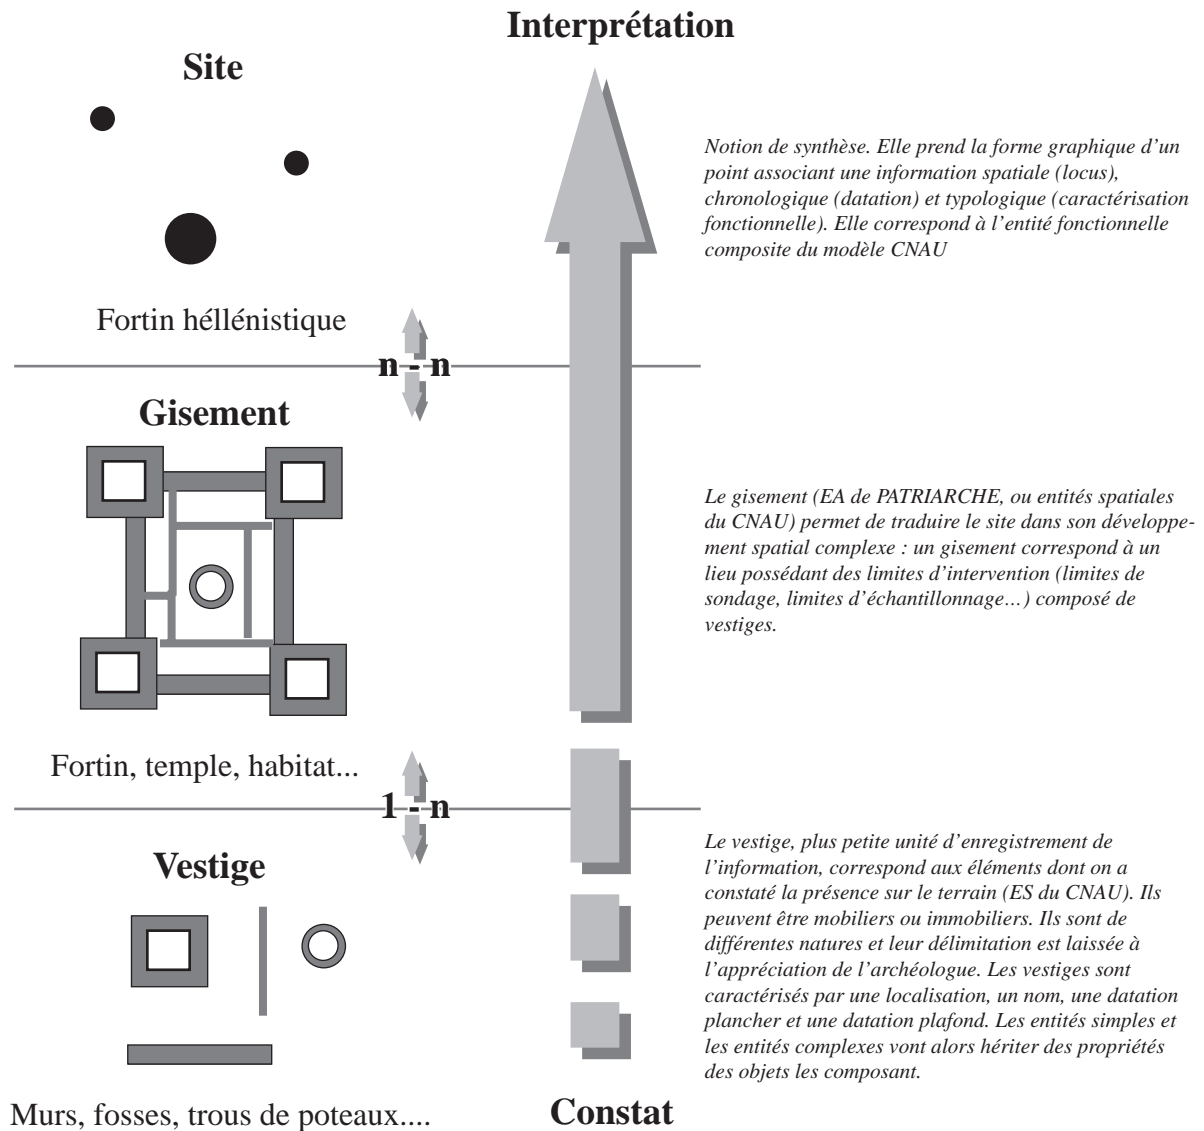 Interprétation
Site
Notion de synthèse. Elle prend la forme graphique d’un
point associant une information spatiale (locus),
chronologique (datation) et typologique (caractérisation
fonctionnelle). Elle correspond à l’entité fonctionnelle
composite du modèle CNAU
Fortin héllénistique
n - n
Gisement
Le gisement (EA de PATRIARCHE, ou entités spatiales
du CNAU) permet de traduire le site dans son développe-
ment spatial complexe : un gisement correspond à un
lieu possédant des limites d’intervention (limites de
sondage, limites d’échantillonnage…) composé de
vestiges.
Fortin, temple, habitat...
1 - n
Vestige
Le vestige, plus petite unité d’enregistrement de
l’information, correspond aux éléments dont on a
constaté la présence sur le terrain (ES du CNAU). Ils
peuvent être mobiliers ou immobiliers. Ils sont de
différentes natures et leur délimitation est laissée à
l’appréciation de l’archéologue. Les vestiges sont
caractérisés par une localisation, un nom, une datation
plancher et une datation plafond. Les entités simples et
les entités complexes vont alors hériter des propriétés
des objets les composant.
Murs, fosses, trous de poteaux....
Constat